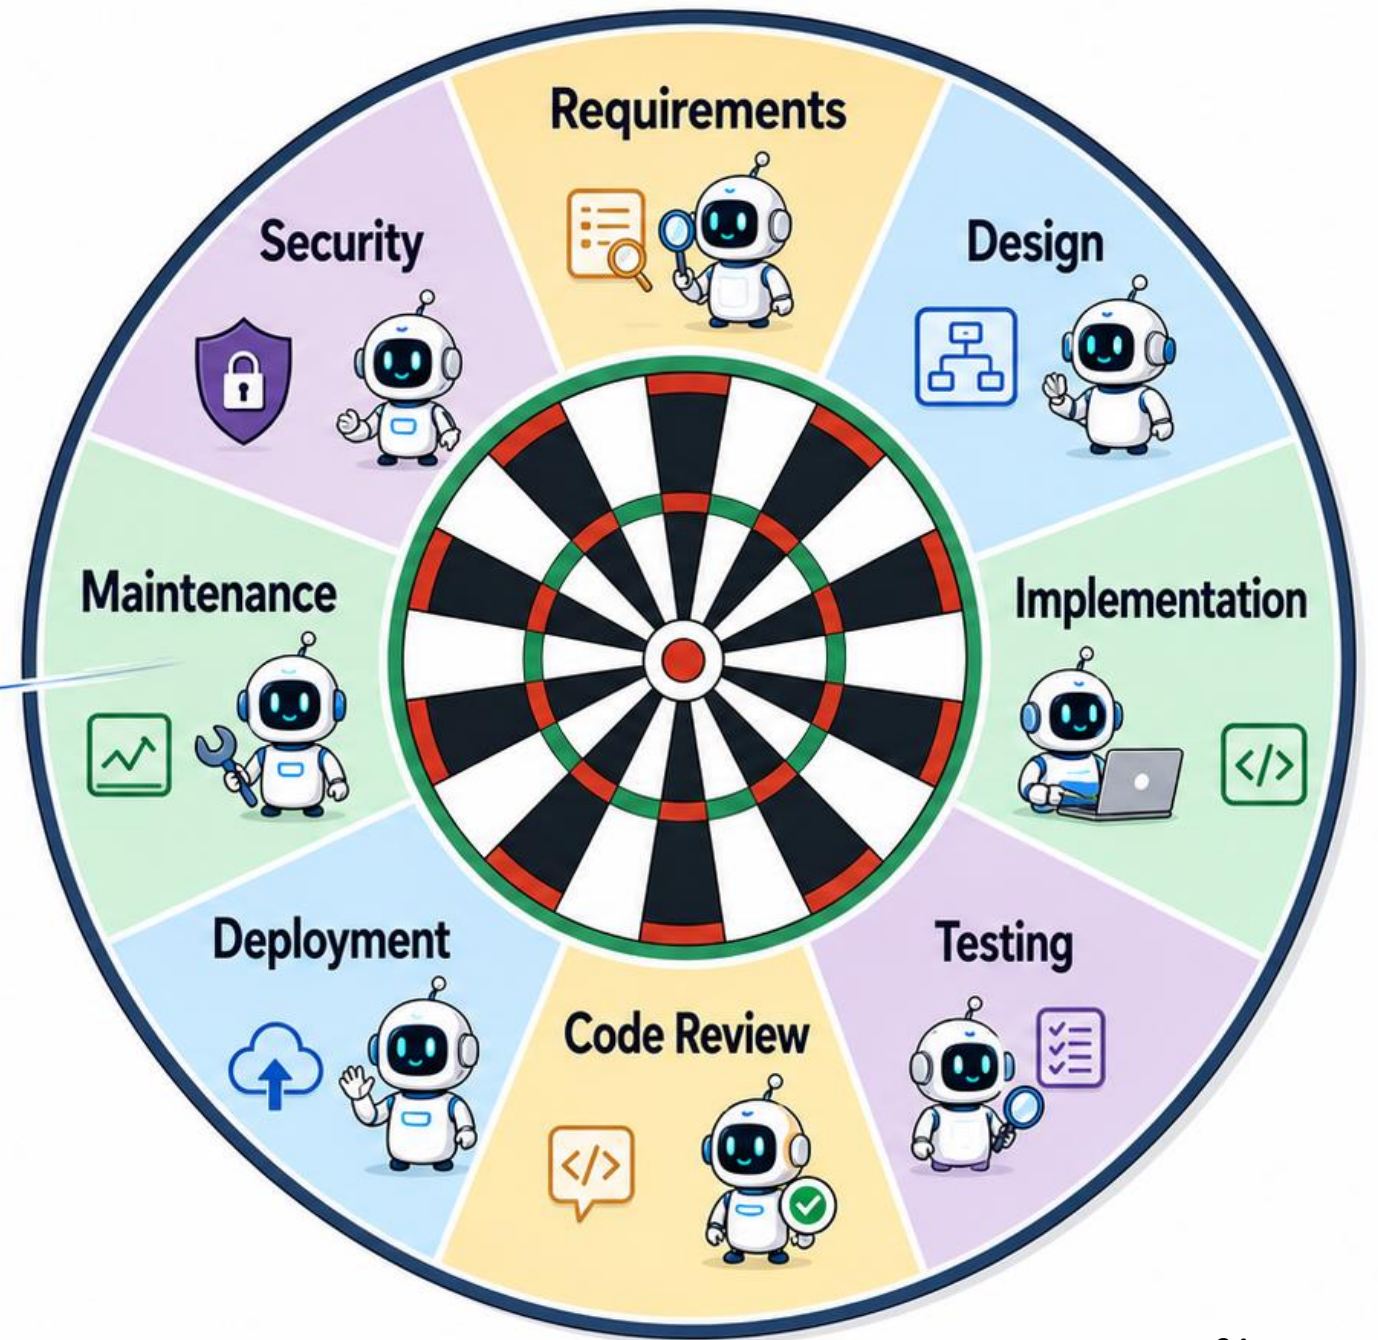 Requirements
Security
Design
Maintenance
Implementation
Deployment
Testing
Code Review